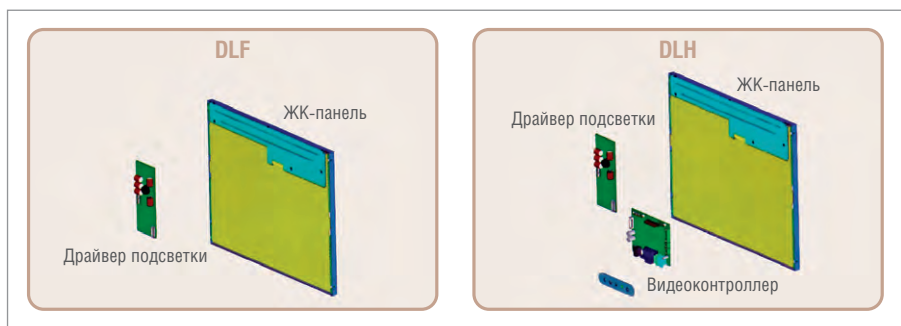 DLF
ЖК-панель
Драйвер подсветки
DLH
ЖК-панель
Драйвер подсветки
Видеоконтроллер